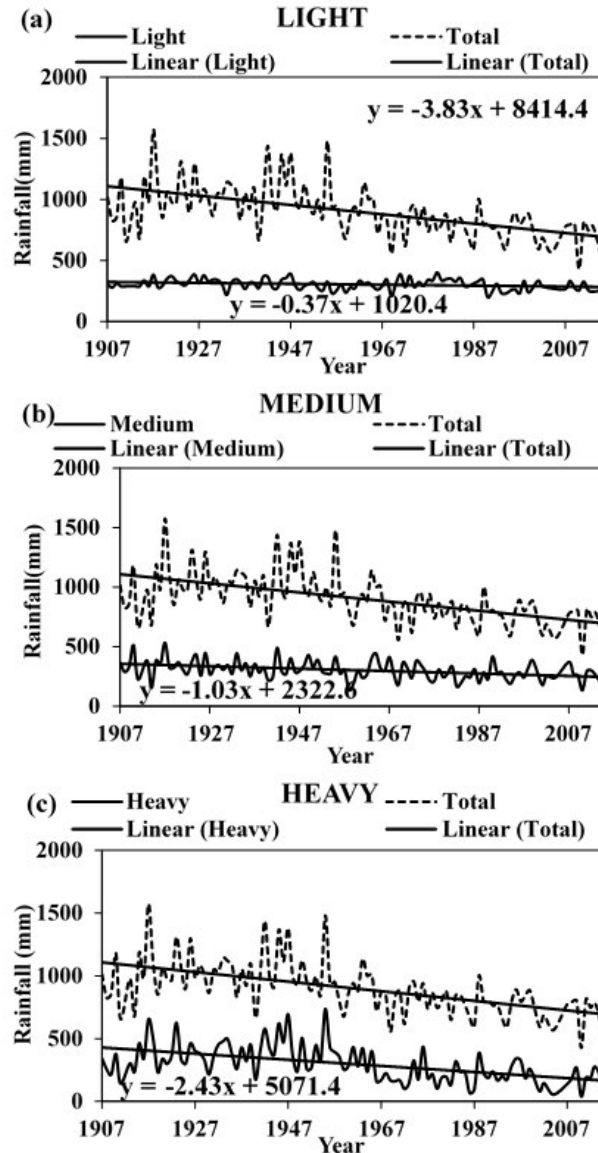 (a) LIGHT
Light Total
Linear (Light) Linear (Total)
2000
y = -3.83x + 8414.4
1500
Rainfall(mm)
1000
500
y = -0.37x + 1020.4
0
1907 1927 1947 1967 1987 2007
Year
(b) MEDIUM
Medium Total
Linear (Medium) Linear (Total)
2000
1500
Rainfall(mm)
1000
500
y = -1.03x + 2322.6
0
1907 1927 1947 1967 1987 2007
Year
(c) HEAVY
Heavy Total
Linear (Heavy) Linear (Total)
2000
1500
Rainfall (mm)
1000
500
y = -2.43x + 5071.4
0
1907 1927 1947 1967 1987 2007
Year